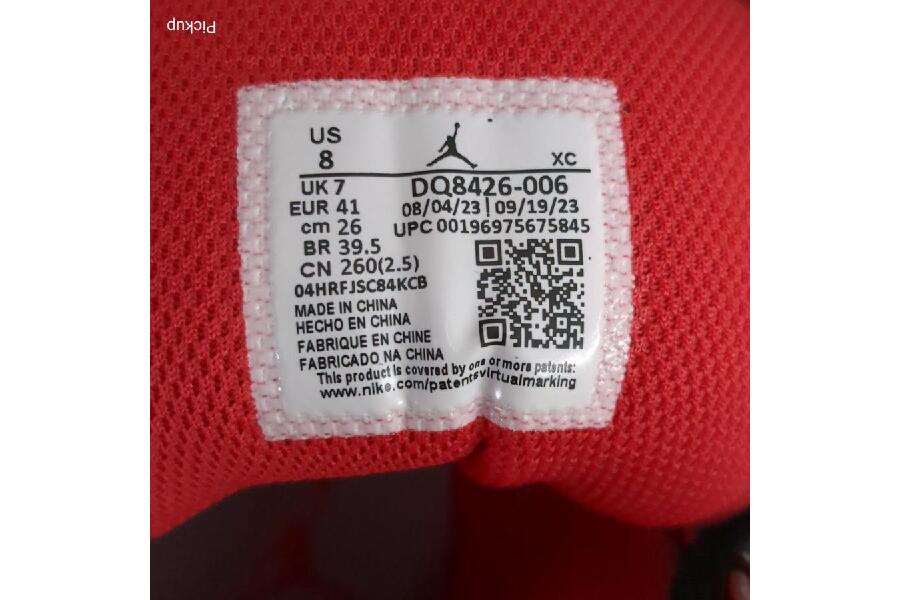 Pickup
US
8
XC
UK 7
DQ8426-006
EUR 41
08/04/23 | 09/19/23
cm 26
UPC 00196975675845
BR 39.5
CN 260(2.5)
04HRFJSC84KCB
MADE IN CHINA
HECHO EN CHINA
FABRIQUE EN CHINE
FABRICADO NA CHINA
This product is covered by one or more patents:
www.nike.com/patentsvirtualmarking